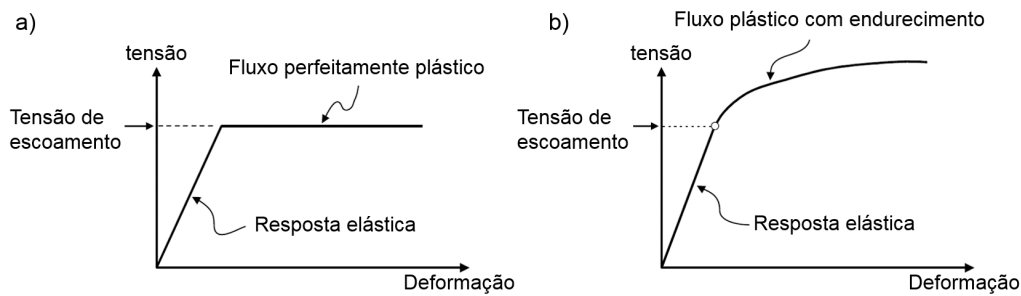 a)
tensão
Fluxo perfeitamente plástico
Tensão de
escoamento
Resposta elástica
Deformação
b)
Fluxo plástico com endurecimento
tensão
Tensão de
escoamento
Resposta elástica
Deformação